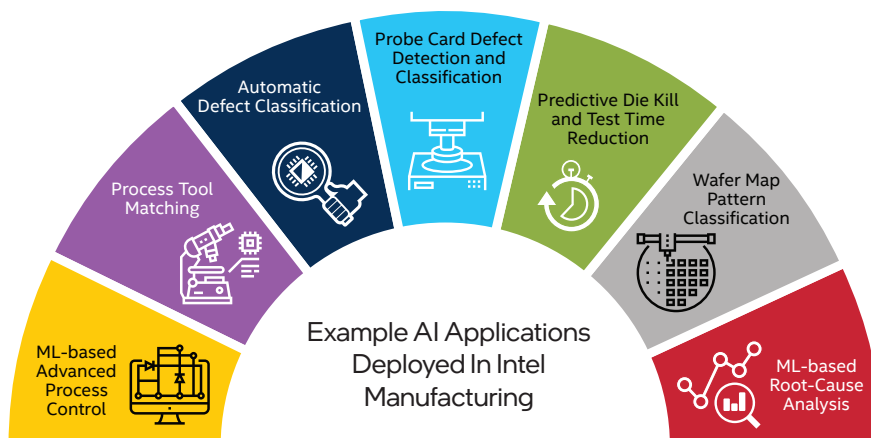 ML-based
Advanced
Process
Control
Process Tool
Matching
Automatic
Defect Classification
Probe Card Defect
Detection and
Classification
Predictive Die Kill
and Test Time
Reduction
Wafer Map
Pattern
Classification
ML-based
Root-Cause
Analysis
Example AI Applications
Deployed In Intel
Manufacturing